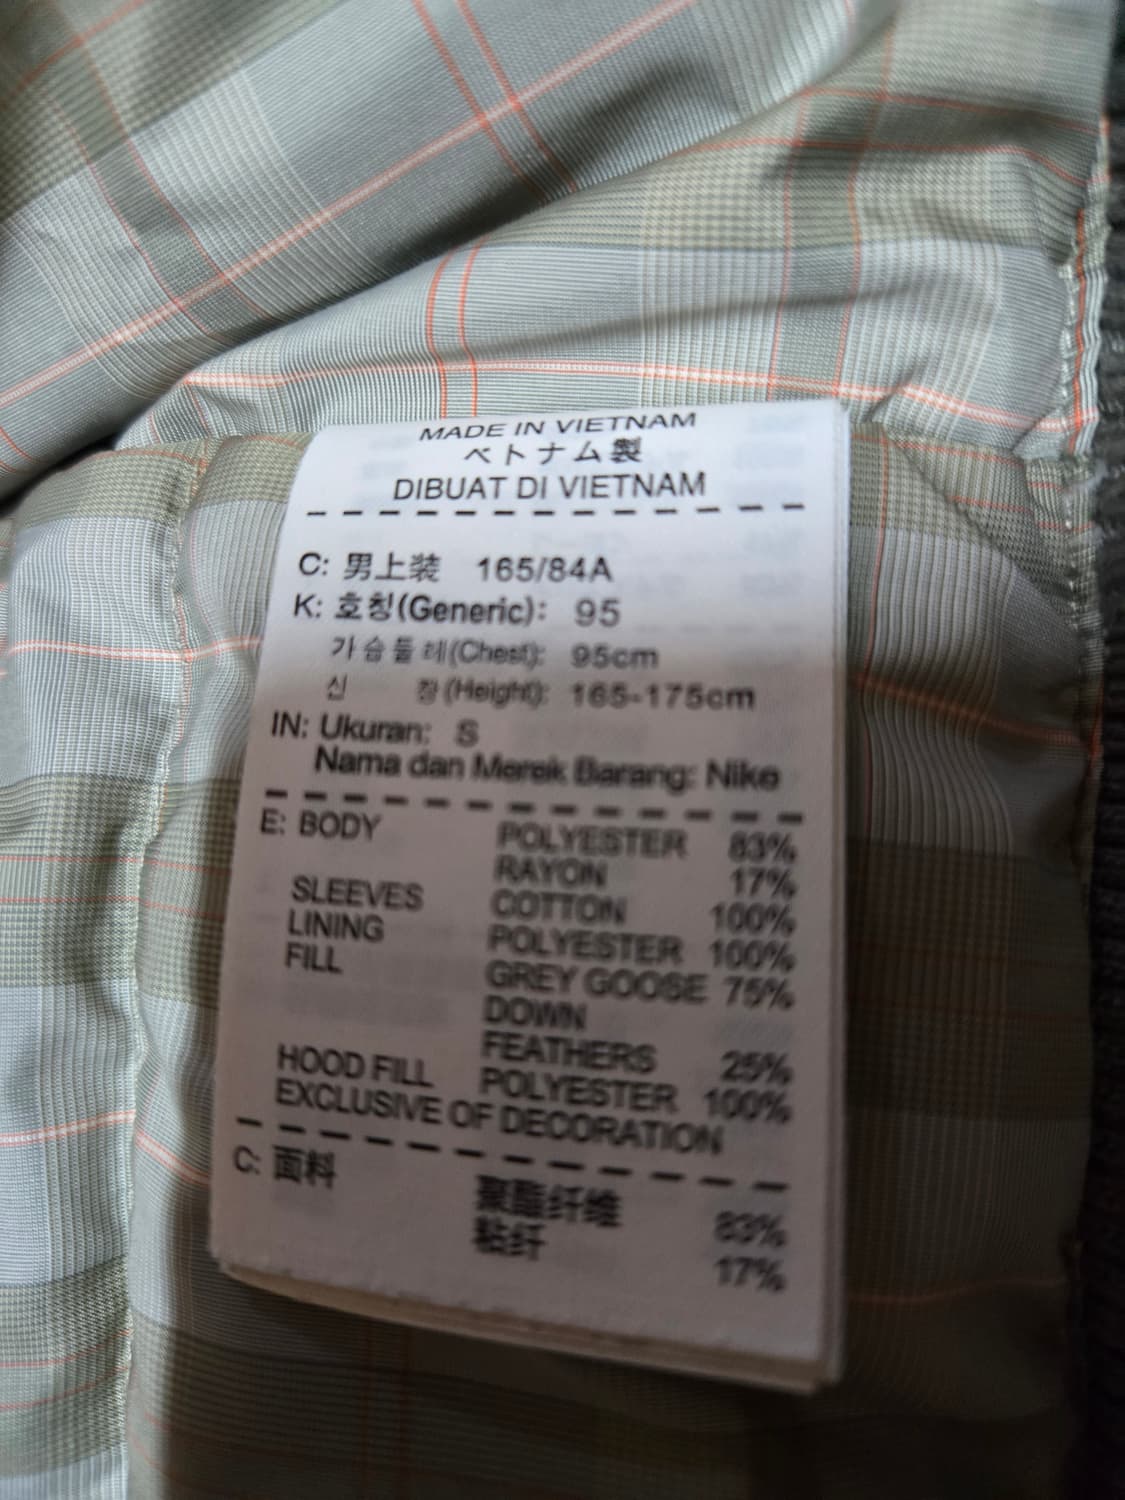 MADE IN VIETNAM
ベトナム製
DIBUAT DI VIETNAM
C: 男上装 165/84A
K: 호칭(Generic): 95
가슴둘레(Chest): 95cm
신 장(Height): 165-175cm
IN: Ukuran: S
Nama dan Merek Barang: Nike
E: BODY POLYESTER 83%
RAYON 17%
SLEEVES COTTON 100%
LINING POLYESTER 100%
FILL GREY GOOSE 75%
DOWN
FEATHERS 25%
HOOD FILL POLYESTER 100%
EXCLUSIVE OF DECORATION
C: 面料 聚酯纤维 83%
粘纤 17%